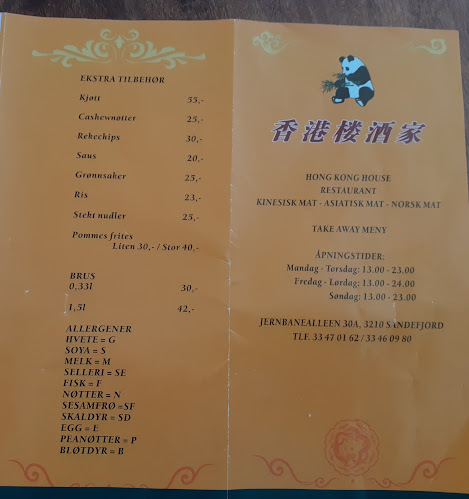 EKSTRA TILBEHØR
Kjøtt 55,-
Cashewnøtter 25,-
Rekechips 30,-
Saus 20,-
Grønnsaker 25,-
Ris 23,-
Stekt nudler 25,-
Pommes frites
Liten 30,- / Stor 40,-
BRUS
0,33l 30,-
1,5l 42,-
ALLERGENER
HVETE = G
SOYA = S
MELK = M
SELLERI = SE
FISK = F
NØTTER = N
SESAMFRØ =SF
SKALDYR = SD
EGG = E
PEANØTTER = P
BLØTDYR = B
香港楼酒家
HONG KONG HOUSE
RESTAURANT
KINESISK MAT - ASIATISK MAT - NORSK MAT
TAKE AWAY MENY
ÅPNINGSTIDER:
Mandag - Torsdag: 13.00 - 23.00
Fredag - Lørdag: 13.00 - 24.00
Søndag: 13.00 - 23.00
JERNBANEALLEEN 30A, 3210 SANDEFJORD
TLF. 33 47 01 62 / 33 46 09 80